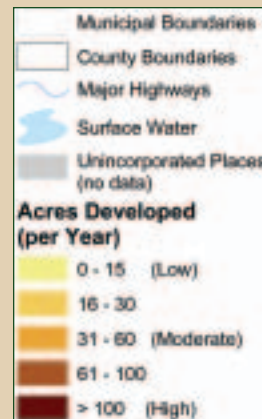 Municipal Boundaries
County Boundaries
Major Highways
Surface Water
Unincorporated Places
(no data)
Acres Developed
(per Year)
0 - 15 (Low)
16 - 30
31 - 60 (Moderate)
61 - 100
> 100 (High)